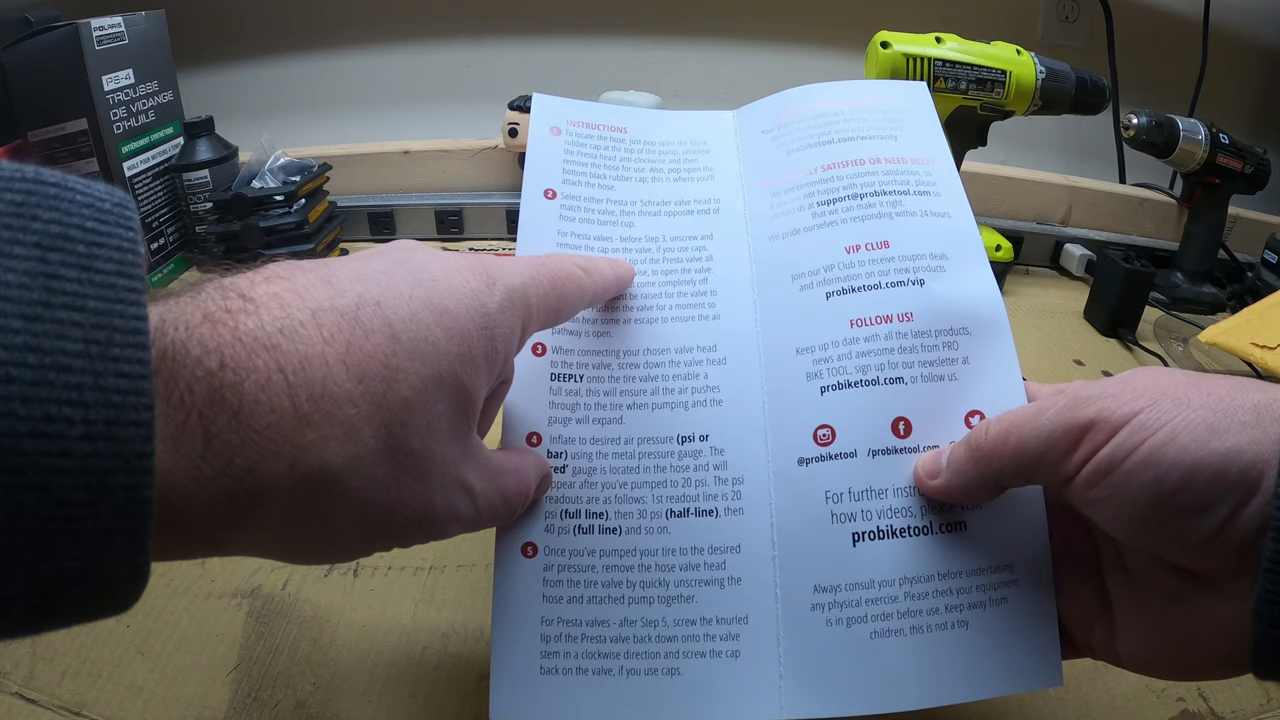 POLARIS
ENGINEERED
LUBRICANTS
PS-4
TROUSSE
DE VIDANGE
D'HUILE
ENTIÈREMENT SYNTHÉTIQUE
5W-50
INSTRUCTIONS
1 To locate the hose, just pop open the black
rubber cap at the top of the pump, unscrew
the Presta head anti-clockwise and then
remove the hose for use. Also, pop open the
bottom black rubber cap, this is where you'll
attach the hose.
2 Select either Presta or Schrader valve head to
match tire valve, then thread opposite end of
hose onto barrel cup.
For Presta valves - before Step 3, unscrew and
remove the cap on the valve, if you use caps.
tip of the Presta valve all
to open the valve.
come completely off
must be raised for the valve to
Push on the valve for a moment so
can hear some air escape to ensure the air
pathway is open.
3 When connecting your chosen valve head
to the tire valve, screw down the valve head
DEEPLY onto the tire valve to enable a
full seal, this will ensure all the air pushes
through to the tire when pumping and the
gauge will expand.
4 Inflate to desired air pressure (psi or
bar) using the metal pressure gauge. The
gauge is located in the hose and will
appear after you've pumped to 20 psi. The psi
readouts are as follows: 1st readout line is 20
psi (full line), then 30 psi (half-line), then
40 psi (full line) and so on.
5 Once you've pumped your tire to the desired
air pressure, remove the hose valve head
from the tire valve by quickly unscrewing the
hose and attached pump together.
For Presta valves - after Step 5, screw the knurled
tip of the Presta valve back down onto the valve
stem in a clockwise direction and screw the cap
back on the valve, if you use caps.
probiketool.com/warranty
SATISFIED OR NEED HELP?
We are committed to customer satisfaction, so
if you are not happy with your purchase, please
contact us at support@probiketool.com so
that we can make it right.
We pride ourselves in responding within 24 hours.
VIP CLUB
Join our VIP Club to receive coupon deals
and information on our new products
probiketool.com/vip
FOLLOW US!
Keep up to date with all the latest products,
news and awesome deals from PRO
BIKE TOOL, sign up for our newsletter at
probiketool.com, or follow us.
@probiketool /probiketool.com
For further
how to videos, please visit
probiketool.com
Always consult your physician before undertaking
any physical exercise. Please check your equipment
is in good order before use. Keep away from
children, this is not a toy.